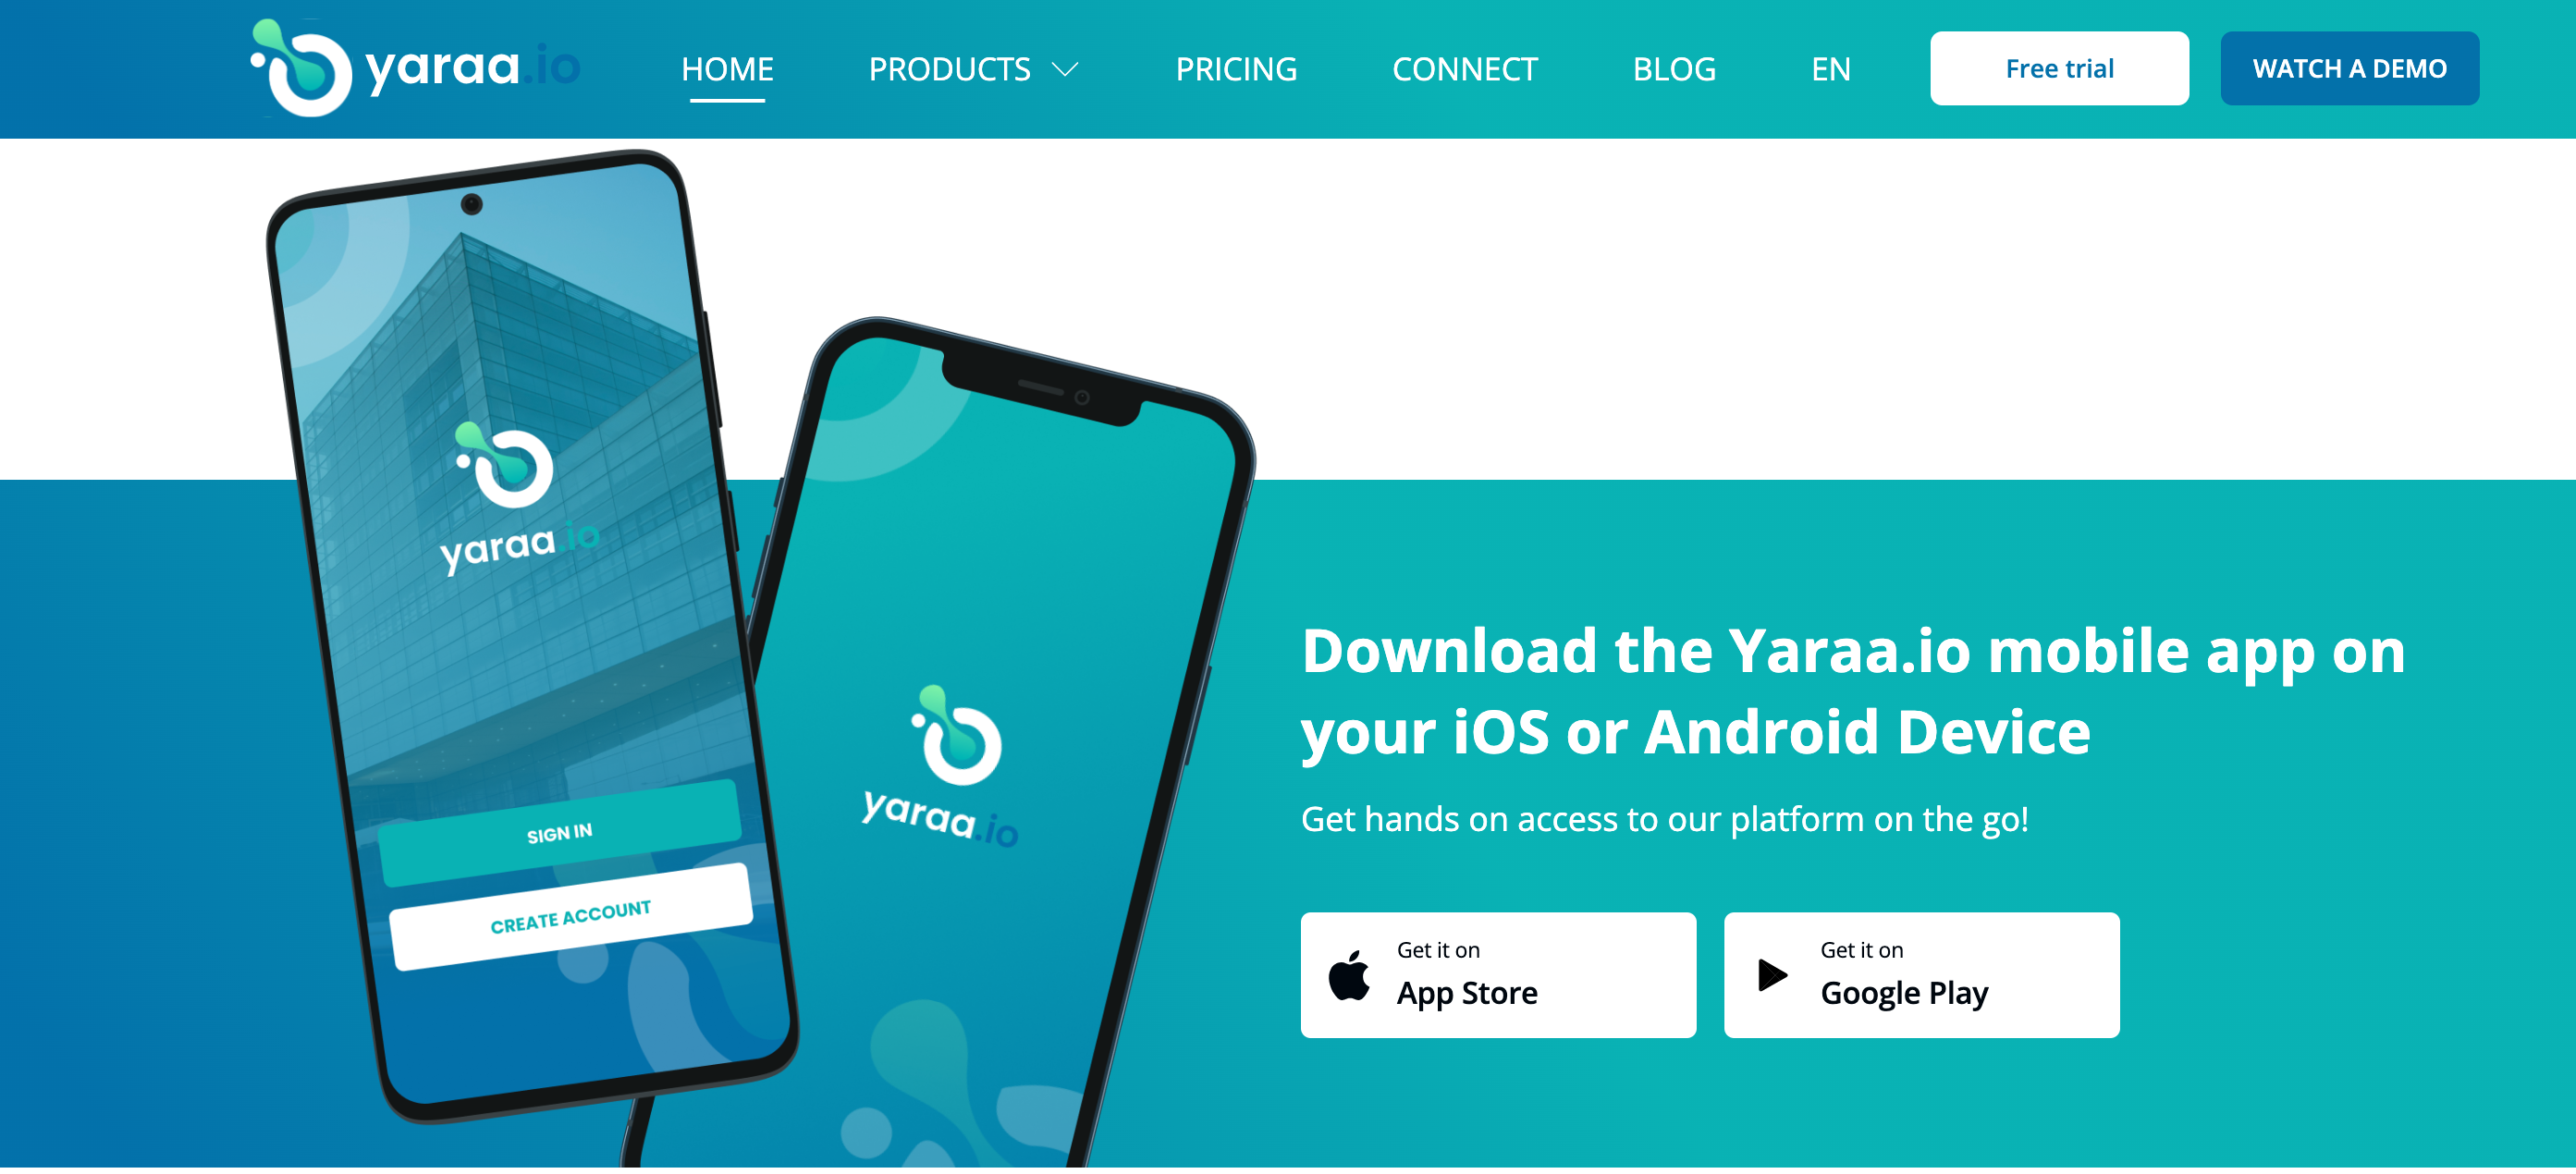 yaraa.io
HOME
PRODUCTS
PRICING
CONNECT
BLOG
EN
Free trial
WATCH A DEMO
yaraa.io
SIGN IN
CREATE ACCOUNT
yaraa.io
Download the Yaraa.io mobile app on
your iOS or Android Device
Get hands on access to our platform on the go!
Get it on
App Store
Get it on
Google Play